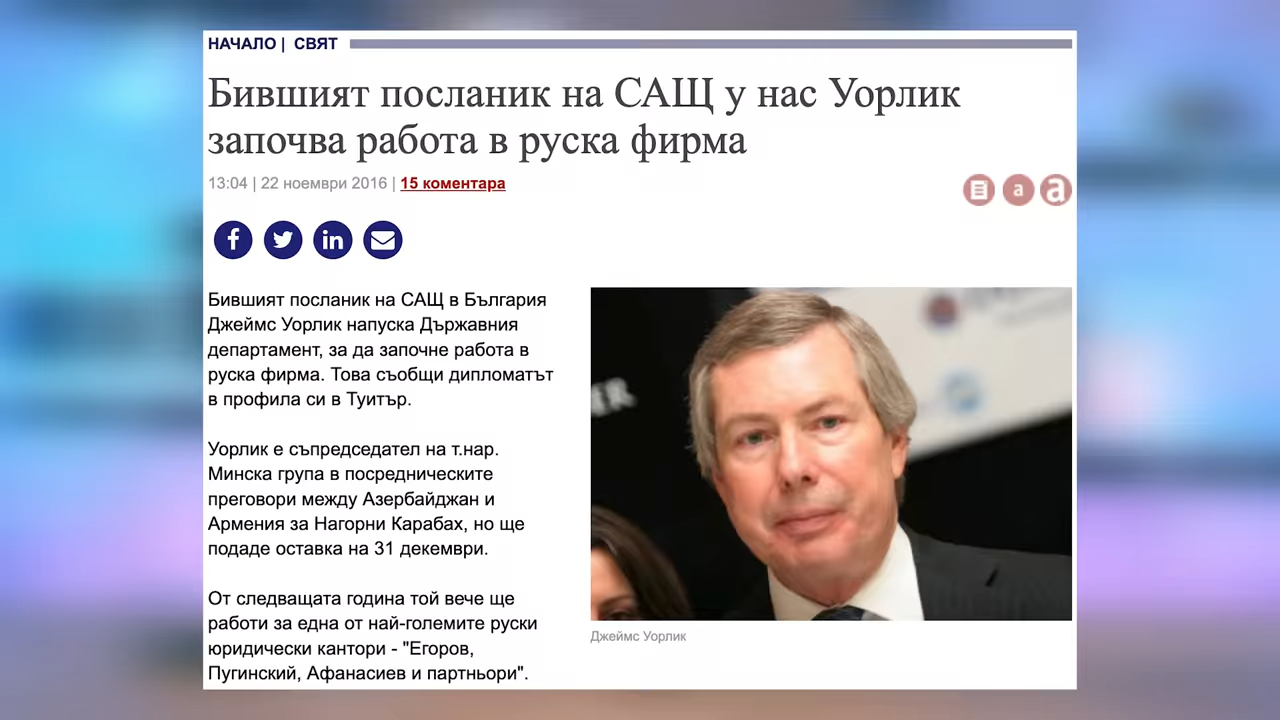 НАЧАЛО | СВЯТ
Бившият посланик на САЩ у нас Уорлик
започва работа в руска фирма
13:04 | 22 ноември 2016 | 15 коментара
a
a
Бившият посланик на САЩ в България
Джеймс Уорлик напуска Държавния
департамент, за да започне работа в
руска фирма. Това съобщи дипломатът
в профила си в Туитър.
Уорлик е съпредседател на т.нар.
Минска група в посредническите
преговори между Азербайджан и
Армения за Нагорни Карабах, но ще
подаде оставка на 31 декември.
От следващата година той вече ще
работи за една от най-големите руски
юридически кантори - "Егоров,
Пугинский, Афанасиев и партньори".
Джеймс Уорлик